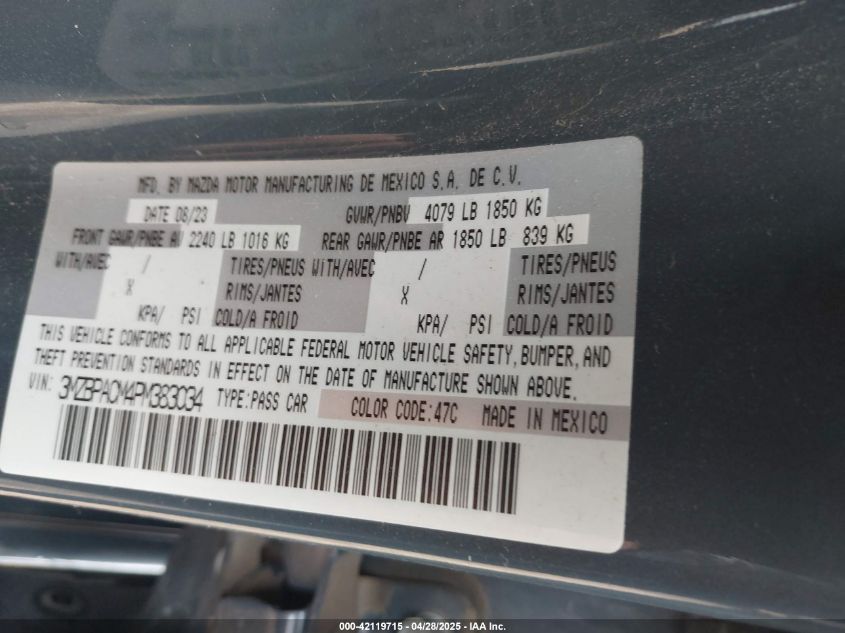 MFD. BY MAZDA MOTOR MANUFACTURING DE MEXICO S.A. DE C.V.
DATE 06/23 GVWR/PNBV 4079 LB 1850 KG
FRONT GAWR/PNBE AV 2240 LB 1016 KG REAR GAWR/PNBE AR 1850 LB 839 KG
WITH/AVEC / TIRES/PNEUS WITH/AVEC / TIRES/PNEUS
X RIMS/JANTES X RIMS/JANTES
KPA/ PSI COLD/A FROID KPA/ PSI COLD/A FROID
THIS VEHICLE CONFORMS TO ALL APPLICABLE FEDERAL MOTOR VEHICLE SAFETY, BUMPER, AND
THEFT PREVENTION STANDARDS IN EFFECT ON THE DATE OF MANUFACTURE SHOWN ABOVE.
VIN: 3MZBPACM4PM383034 TYPE:PASS CAR COLOR CODE:47C MADE IN MEXICO
000-42119715 - 04/28/2025 - IAA Inc.